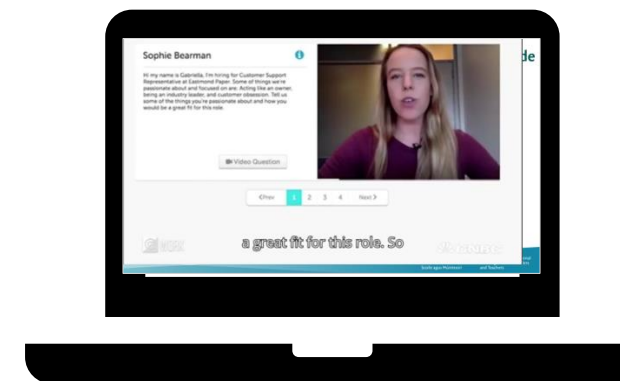 Sophie Bearman
de
Hi my name is Gabriella, I'm hiring for Customer Support
Representative at Eastmond Paper. Some of things we're
passionate about and focused on are. Acting like an owner,
being an industry leader, and customer obsession. Tell us
some of the things you're passionate about and how you
would be a great fit for this role.
Video Question
Prev 1 2 3 4 Next
a great fit for this role. So
CNBC
and Teachers